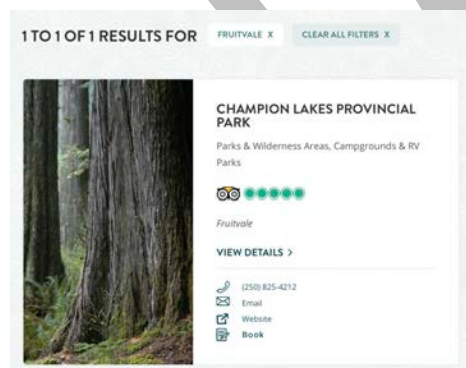 1 TO 1 OF 1 RESULTS FOR FRUITVALE X CLEAR ALL FILTERS X
CHAMPION LAKES PROVINCIAL
PARK
Parks & Wilderness Areas, Campgrounds & RV
Parks
Fruitvale
VIEW DETAILS >
(250) 825-4212
Email
Website
Book